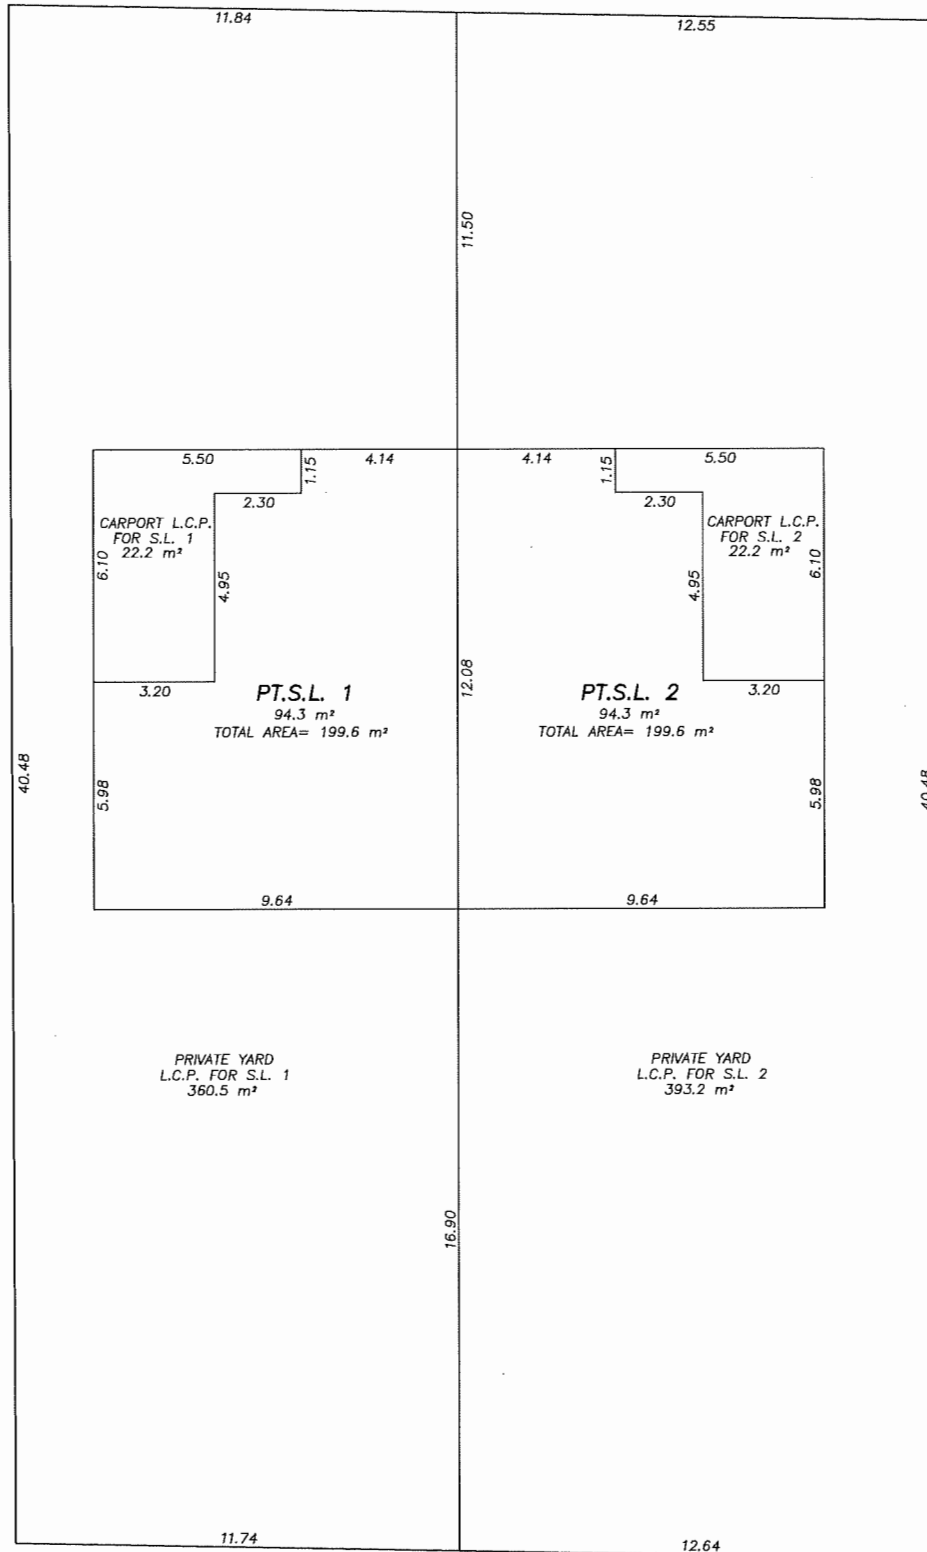 11.84
12.55
11.50
5.50
1.15
4.14
4.14
1.15
5.50
2.30
2.30
CARPORT L.C.P.
FOR S.L. 1
22.2 m²
CARPORT L.C.P.
FOR S.L. 2
22.2 m²
6.10
4.95
4.95
6.10
3.20
12.08
3.20
PT.S.L. 1
94.3 m²
TOTAL AREA= 199.6 m²
PT.S.L. 2
94.3 m²
TOTAL AREA= 199.6 m²
40.48
5.98
5.98
40.48
9.64
9.64
PRIVATE YARD
L.C.P. FOR S.L. 1
360.5 m²
PRIVATE YARD
L.C.P. FOR S.L. 2
393.2 m²
16.90
11.74
12.64